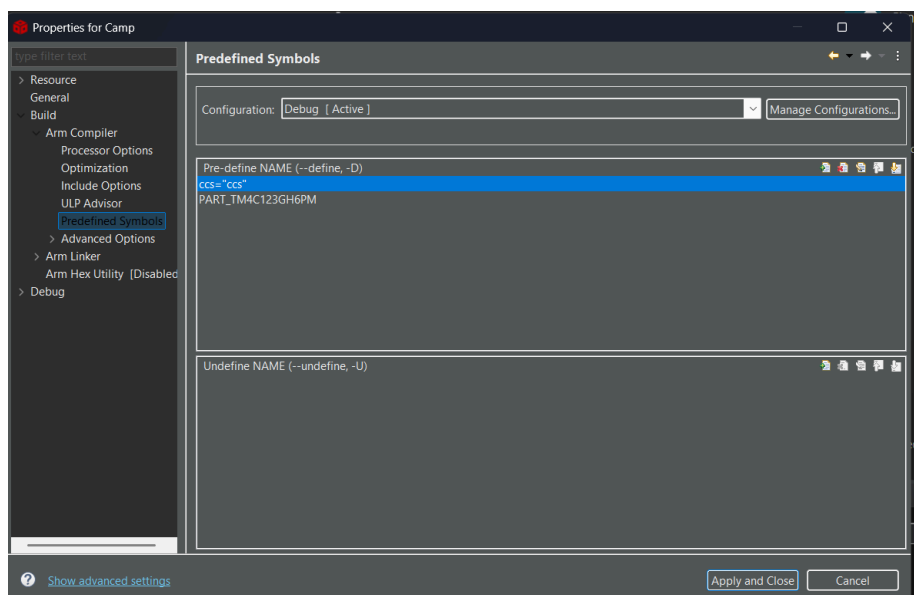 Properties for Camp
type filter text
Predefined Symbols
Resource
General
Build
Arm Compiler
Processor Options
Optimization
Include Options
ULP Advisor
Predefined Symbols
Advanced Options
Arm Linker
Arm Hex Utility [Disabled
Debug
Configuration: Debug [ Active ]
Manage Configurations...
Pre-define NAME (--define, -D)
ccs="ccs"
PART_TM4C123GH6PM
Undefine NAME (--undefine, -U)
Show advanced settings
Apply and Close
Cancel